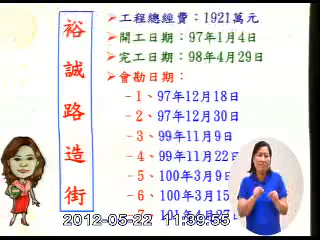 裕誠路造街
➢工程總經費：1921萬元
➢開工日期：97年1月4日
➢完工日期：98年4月29日
➢會勘日期：
–1、97年12月18日
–2、97年12月30日
–3、99年11月9日
–4、99年11月22日
–5、100年3月9日
–6、100年3月15
2012-05-22 11:39:55